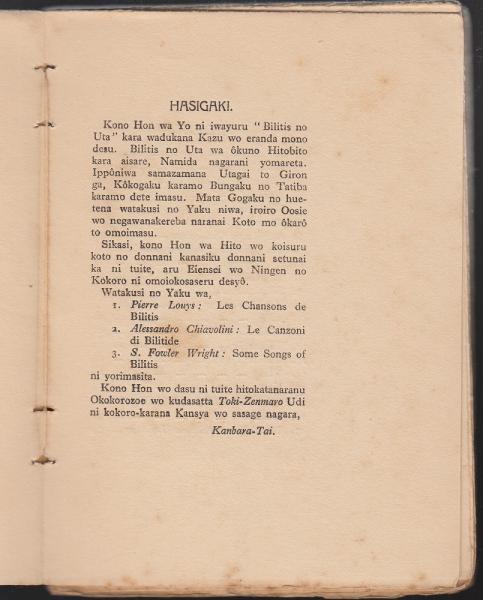 HASIGAKI.
Kono Hon wa Yo ni iwayuru “ Bilitis no
Uta” kara wadukana Kazu wo eranda mono
desu. Bilitis no Uta wa ôkuno Hitobito
kara aisare, Namida nagarani yomareta.
Ippôniwa samazamana Utagai to Giron
ga, Kôkogaku karamo Bungaku no Tatiba
karamo dete imasu. Mata Gogaku no hue-
tena watakusi no Yaku niwa, iroiro Oosie
wo negawanakereba naranai Koto mo ôkarô
to omoimasu.
Sikasi, kono Hon wa Hito wo koisuru
koto no donnani kanasiku donnani setunai
ka ni tuite, aru Eiensei wo Ningen no
Kokoro ni omoiokosaseru desyô.
Watakusi no Yaku wa,
1. Pierre Louys : Les Chansons de
Bilitis
2. Alessandro Chiavolini : Le Canzoni
di Bilitide
3. S. Fowler Wright : Some Songs of
Bilitis
ni yorimasita.
Kono Hon wo dasu ni tuite hitokatanaranu
Okokorozoe wo kudasatta Toki-Zenmaro Udi
ni kokoro-karana Kansya wo sasage nagara,
Kanbara-Tai.